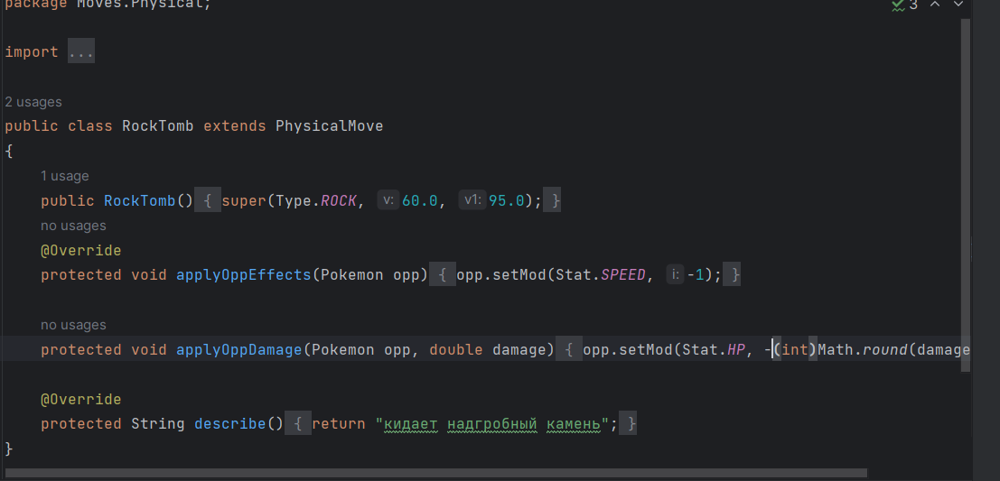 package Moves.Physical;
3
import ...
2 usages
public class RockTomb extends PhysicalMove
{
1 usage
public RockTomb() { super(Type.ROCK, v: 60.0, v1: 95.0); }
no usages
@Override
protected void applyOppEffects(Pokemon opp) { opp.setMod(Stat.SPEED, i: -1); }
no usages
protected void applyOppDamage(Pokemon opp, double damage) { opp.setMod(Stat.HP, -(int)Math.round(damage
@Override
protected String describe() { return "кидает надгробный камень"; }
}